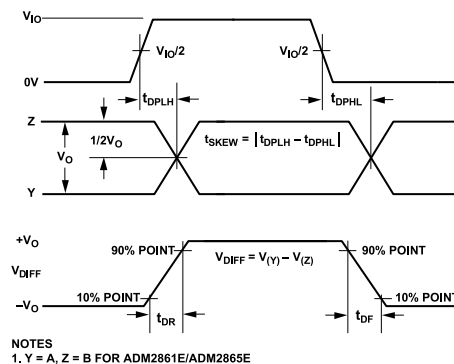 VIO
VIO/2 VIO/2
0V
tDPLH tDPHL
Z
1/2VO
VO
tSKEW = |tDPLH – tDPHL|
Y
+VO
90% POINT 90% POINT
VDIFF
VDIFF = V(Y) – V(Z)
10% POINT 10% POINT
–VO
tDR tDF
NOTES
1. Y = A, Z = B FOR ADM2861E/ADM2865E